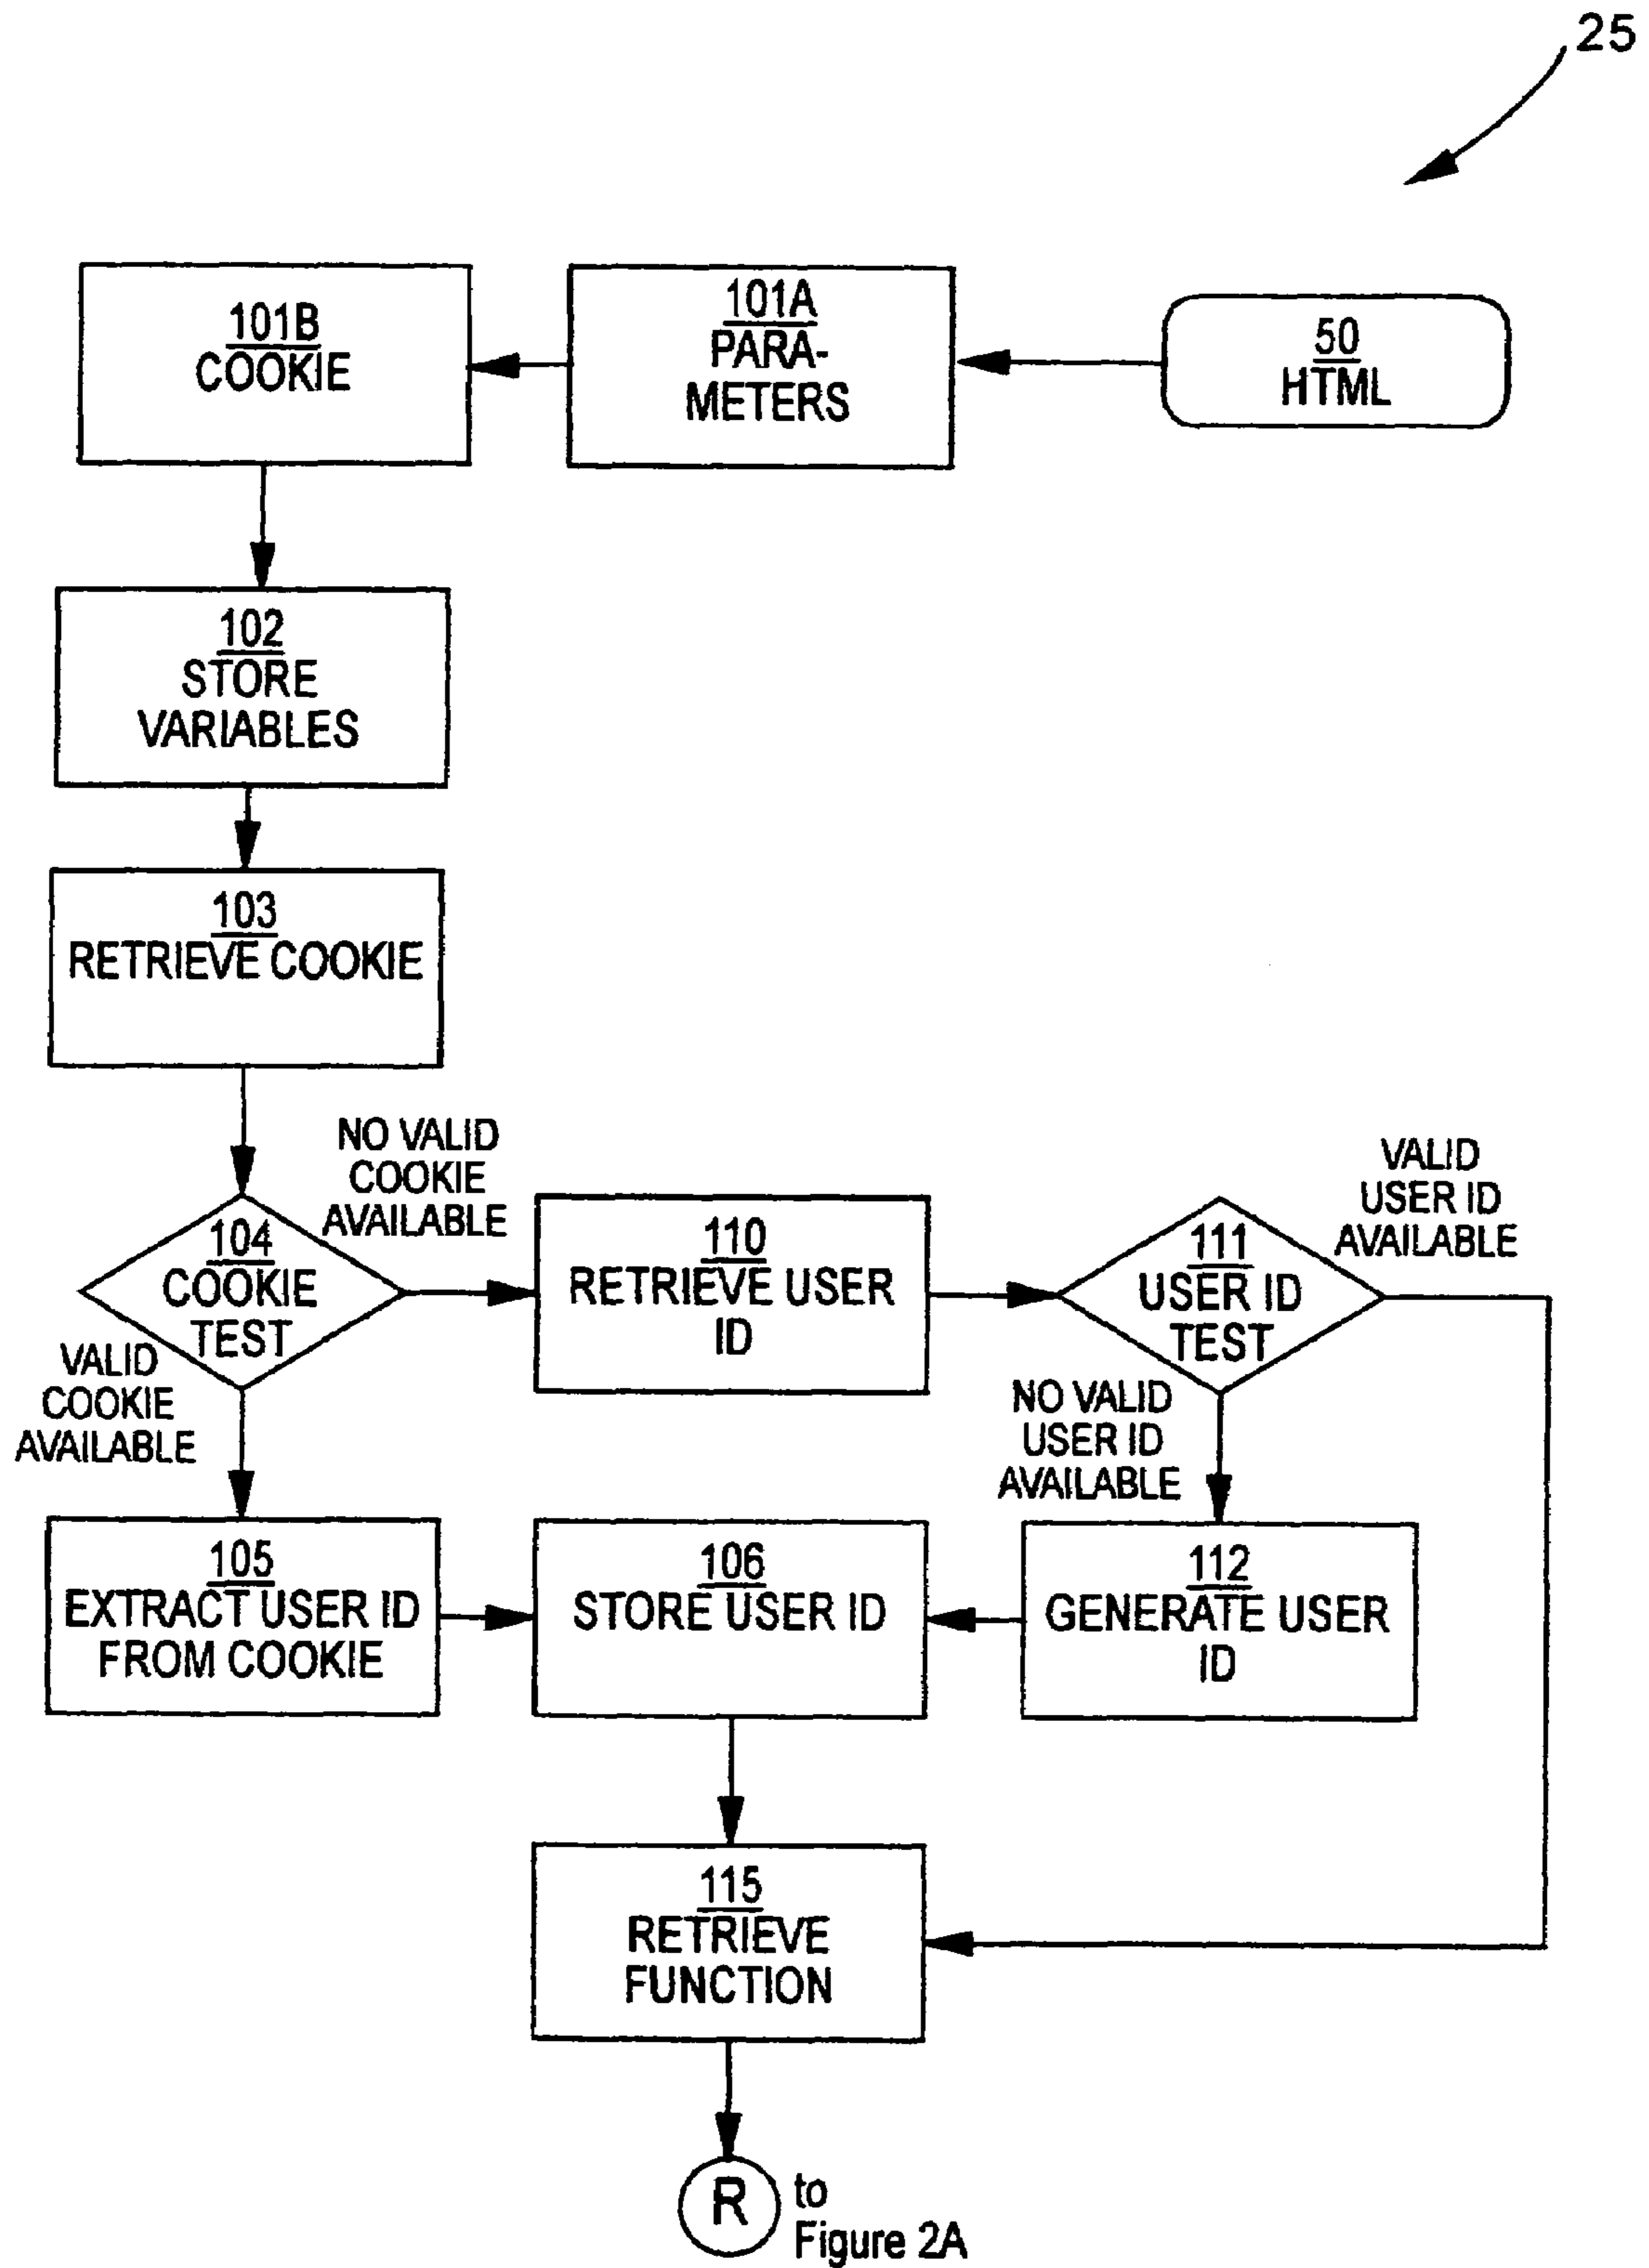 25
101B
COOKIE
101A
PARA-
METERS
50
HTML
102
STORE
VARIABLES
103
RETRIEVE COOKIE
NO VALID
COOKIE
AVAILABLE
104
COOKIE
TEST
VALID
COOKIE
AVAILABLE
110
RETRIEVE USER
ID
111
USER ID
TEST
VALID
USER ID
AVAILABLE
NO VALID
USER ID
AVAILABLE
105
EXTRACT USER ID
FROM COOKIE
106
STORE USER ID
112
GENERATE USER
ID
115
RETRIEVE
FUNCTION
R
to
Figure 2A